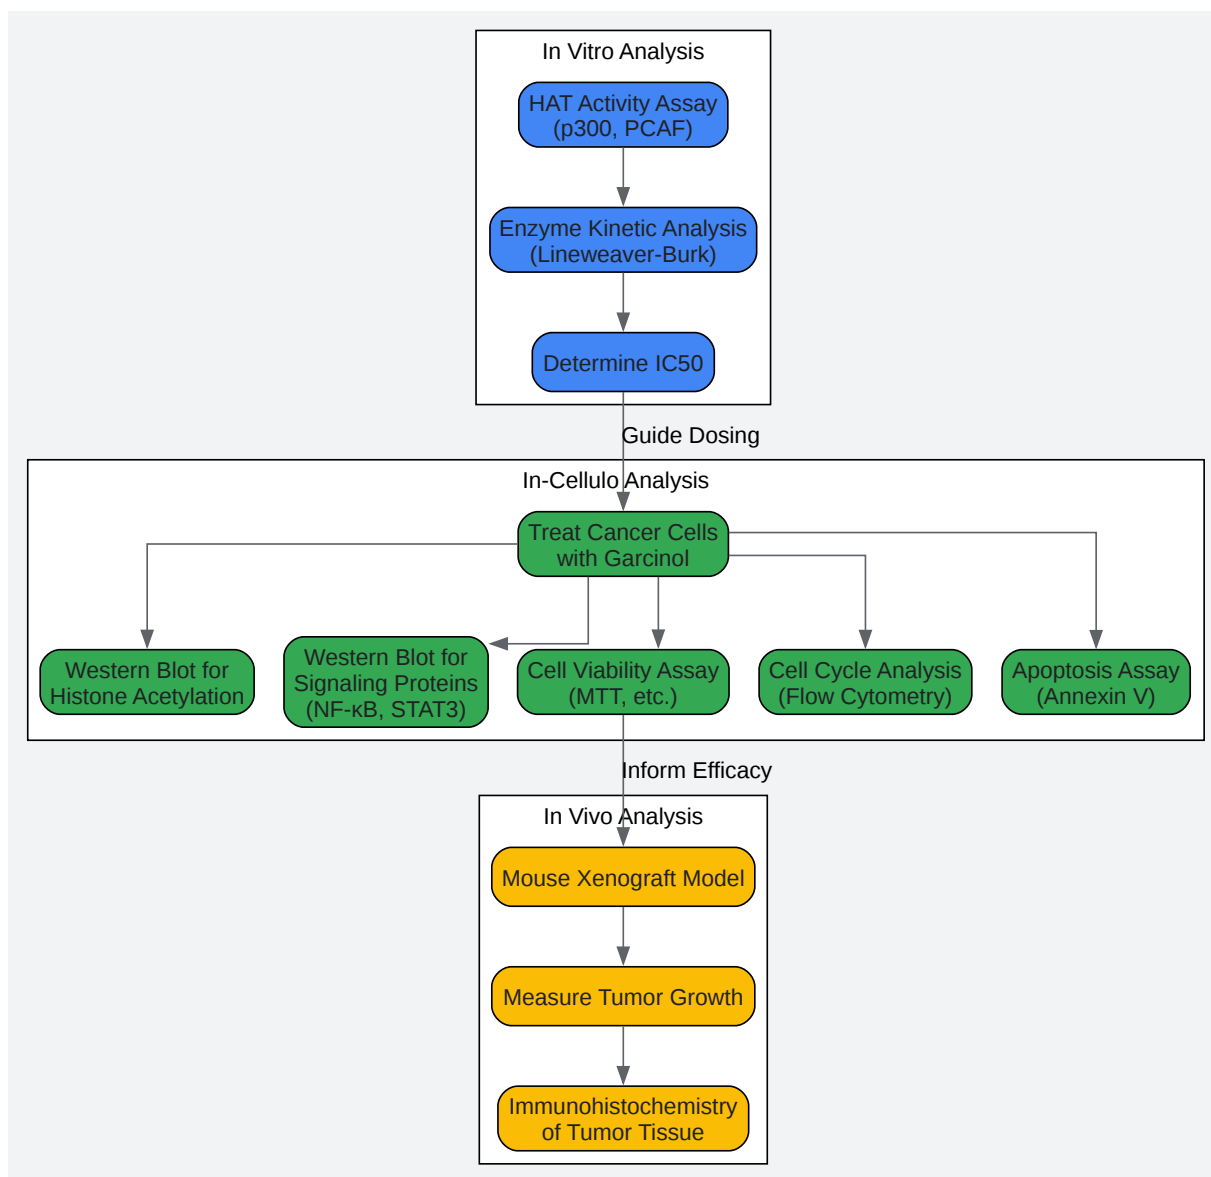 In Vitro Analysis
HAT Activity Assay
(p300, PCAF)
Enzyme Kinetic Analysis
(Lineweaver-Burk)
Determine IC50
Guide Dosing
In-Cellulo Analysis
Treat Cancer Cells
with Garcinol
Western Blot for
Histone Acetylation
Western Blot for
Signaling Proteins
(NF-κB, STAT3)
Cell Viability Assay
(MTT, etc.)
Cell Cycle Analysis
(Flow Cytometry)
Apoptosis Assay
(Annexin V)
Inform Efficacy
In Vivo Analysis
Mouse Xenograft Model
Measure Tumor Growth
Immunohistochemistry
of Tumor Tissue